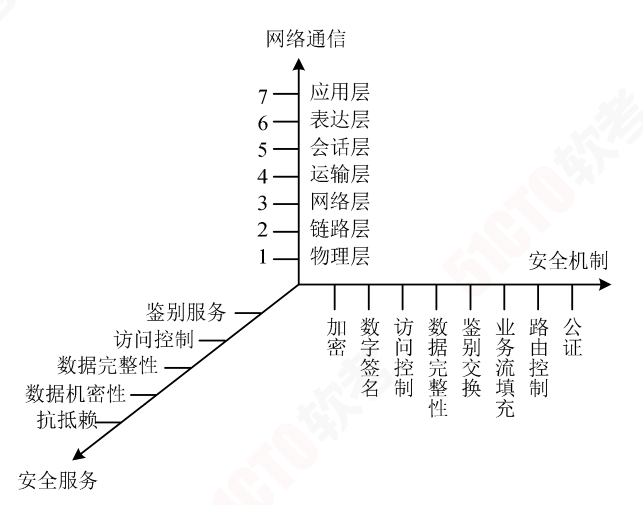 网络通信
7 应用层
6 表达层
5 会话层
4 运输层
3 网络层
2 链路层
1 物理层
安全机制
加密
数字签名
访问控制
数据完整性
鉴别交换
业务流填充
路由控制
公证
鉴别服务
访问控制
数据完整性
数据机密性
抗抵赖
安全服务
51CTO软考
51CTO软考